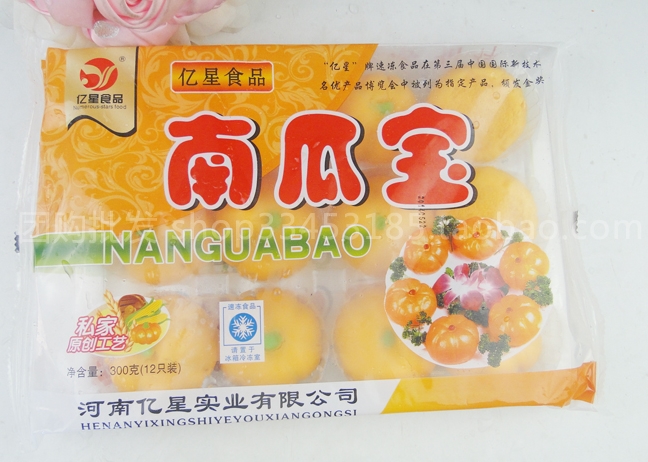 亿星食品
numerous-stars food
亿星食品
"亿星"牌速冻食品在第三届中国国际新技术
名优产品博览会中被列为指定产品，颁发金奖
南瓜宝
NANGUABAO
私家
原创工艺
速冻食品
请置于
冰箱冷冻室
净含量：300克(12只装)
河南亿星实业有限公司
HENANYIXINGSHIYEYOUXIANGONGSI